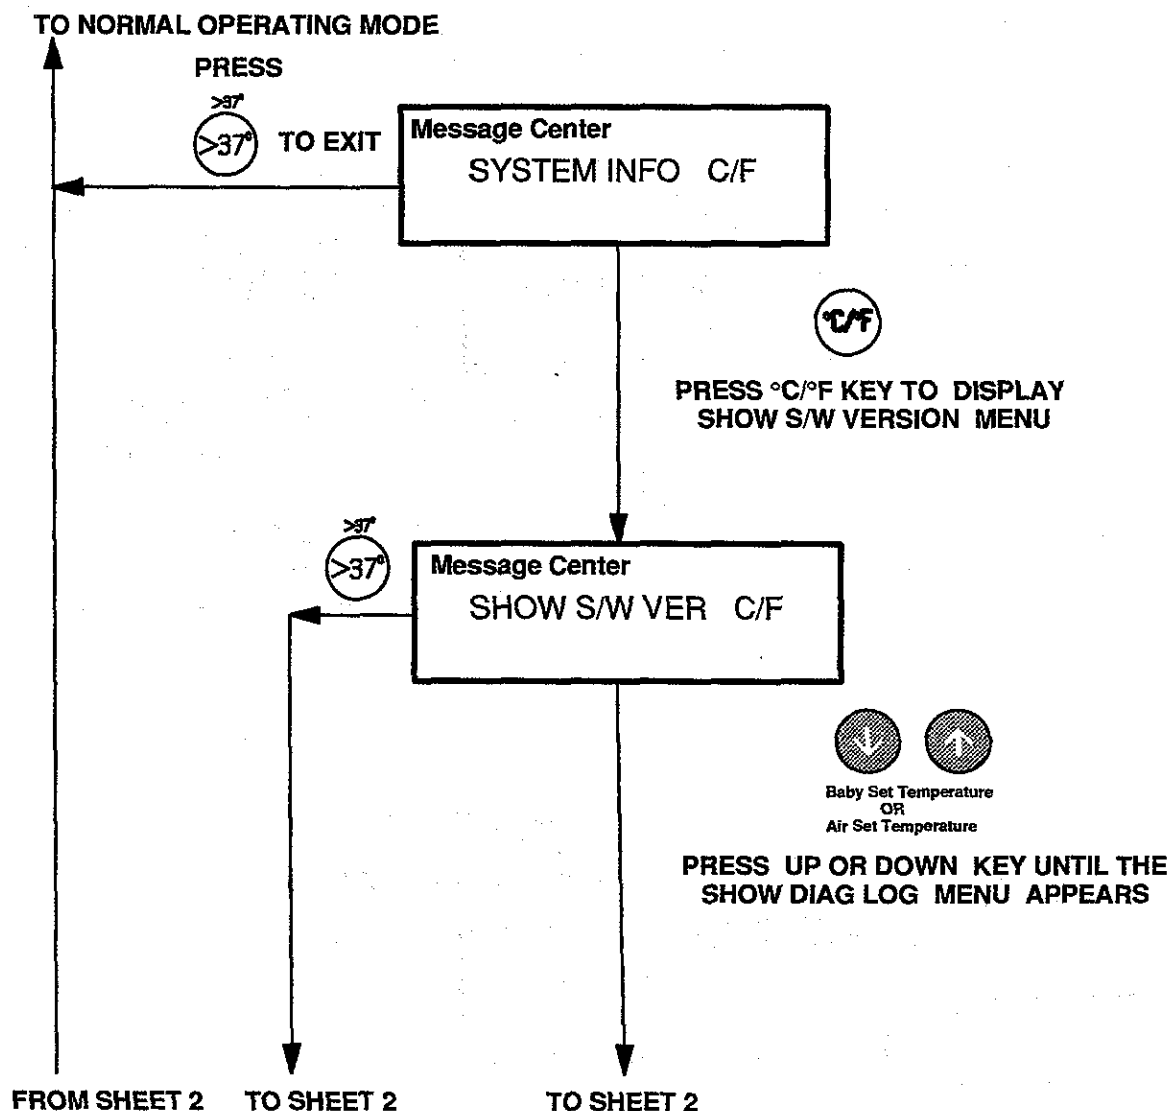 TO NORMAL OPERATING MODE
PRESS
>37°
>37° TO EXIT
Message Center
SYSTEM INFO C/F
°C/°F
PRESS °C/°F KEY TO DISPLAY
SHOW S/W VERSION MENU
>37°
>37°
Message Center
SHOW S/W VER C/F
Baby Set Temperature
OR
Air Set Temperature
PRESS UP OR DOWN KEY UNTIL THE
SHOW DIAG LOG MENU APPEARS
FROM SHEET 2 TO SHEET 2 TO SHEET 2